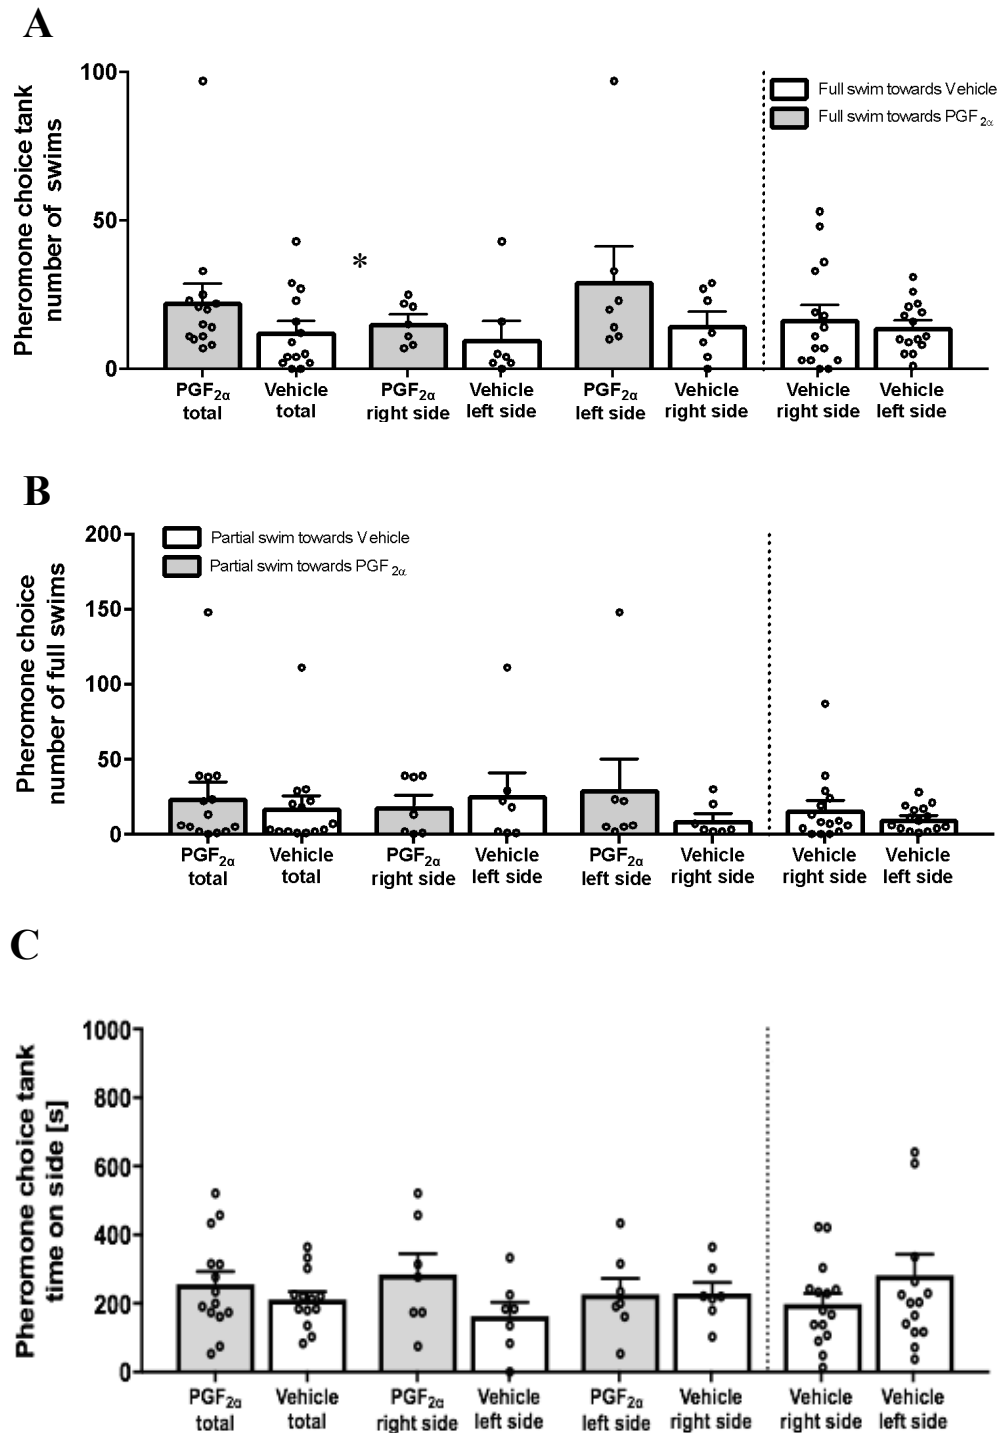 A
Pheromone choice tank
number of swims
100
50
0
*
Full swim towards Vehicle
Full swim towards PGF2α
PGF2α total
Vehicle total
PGF2α right side
Vehicle left side
PGF2α left side
Vehicle right side
Vehicle right side
Vehicle left side
B
Pheromone choice
number of full swims
200
150
100
50
0
Partial swim towards Vehicle
Partial swim towards PGF2α
PGF2α total
Vehicle total
PGF2α right side
Vehicle left side
PGF2α left side
Vehicle right side
Vehicle right side
Vehicle left side
C
Pheromone choice tank
time on side [s]
1000
800
600
400
200
0
PGF2α total
Vehicle total
PGF2α right side
Vehicle left side
PGF2α left side
Vehicle right side
Vehicle right side
Vehicle left side